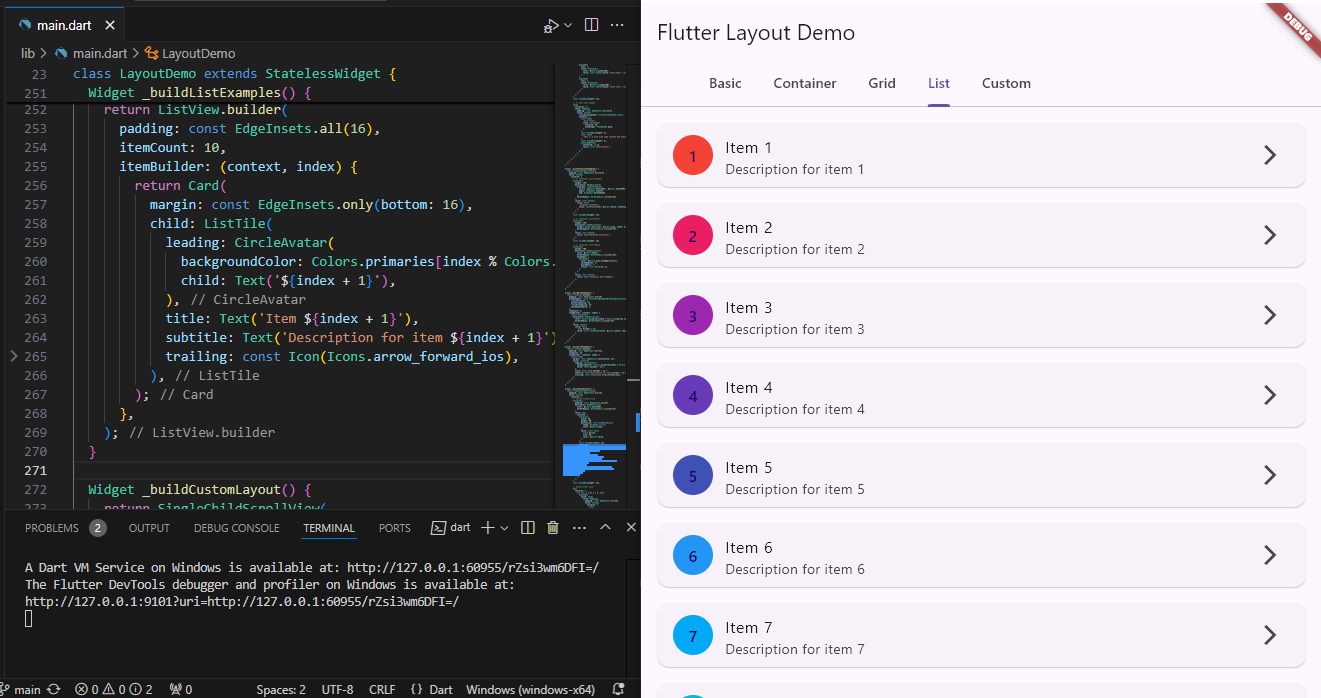 main.dart
lib > main.dart > LayoutDemo
23 class LayoutDemo extends StatelessWidget {
251 Widget _buildListExamples() {
252 return ListView.builder(
253 padding: const EdgeInsets.all(16),
254 itemCount: 10,
255 itemBuilder: (context, index) {
256 return Card(
257 margin: const EdgeInsets.only(bottom: 16),
258 child: ListTile(
259 leading: CircleAvatar(
260 backgroundColor: Colors.primaries[index % Colors.
261 child: Text('${index + 1}'),
262 ), // CircleAvatar
263 title: Text('Item ${index + 1}'),
264 subtitle: Text('Description for item ${index + 1}')
265 trailing: const Icon(Icons.arrow_forward_ios),
266 ), // ListTile
267 ); // Card
268 },
269 ); // ListView.builder
270 }
271
272 Widget _buildCustomLayout() {
273 return SingleChildScrollView(
PROBLEMS 2 OUTPUT DEBUG CONSOLE TERMINAL PORTS dart
A Dart VM Service on Windows is available at: http://127.0.0.1:60955/rZsi3wm6DFI=/
The Flutter DevTools debugger and profiler on Windows is available at:
http://127.0.0.1:9101?uri=http://127.0.0.1:60955/rZsi3wm6DFI=/
main 0 0 2 0 Spaces: 2 UTF-8 CRLF {} Dart Windows (windows-x64)
Flutter Layout Demo
DEBUG
Basic Container Grid List Custom
1
Item 1
Description for item 1
2
Item 2
Description for item 2
3
Item 3
Description for item 3
4
Item 4
Description for item 4
5
Item 5
Description for item 5
6
Item 6
Description for item 6
7
Item 7
Description for item 7